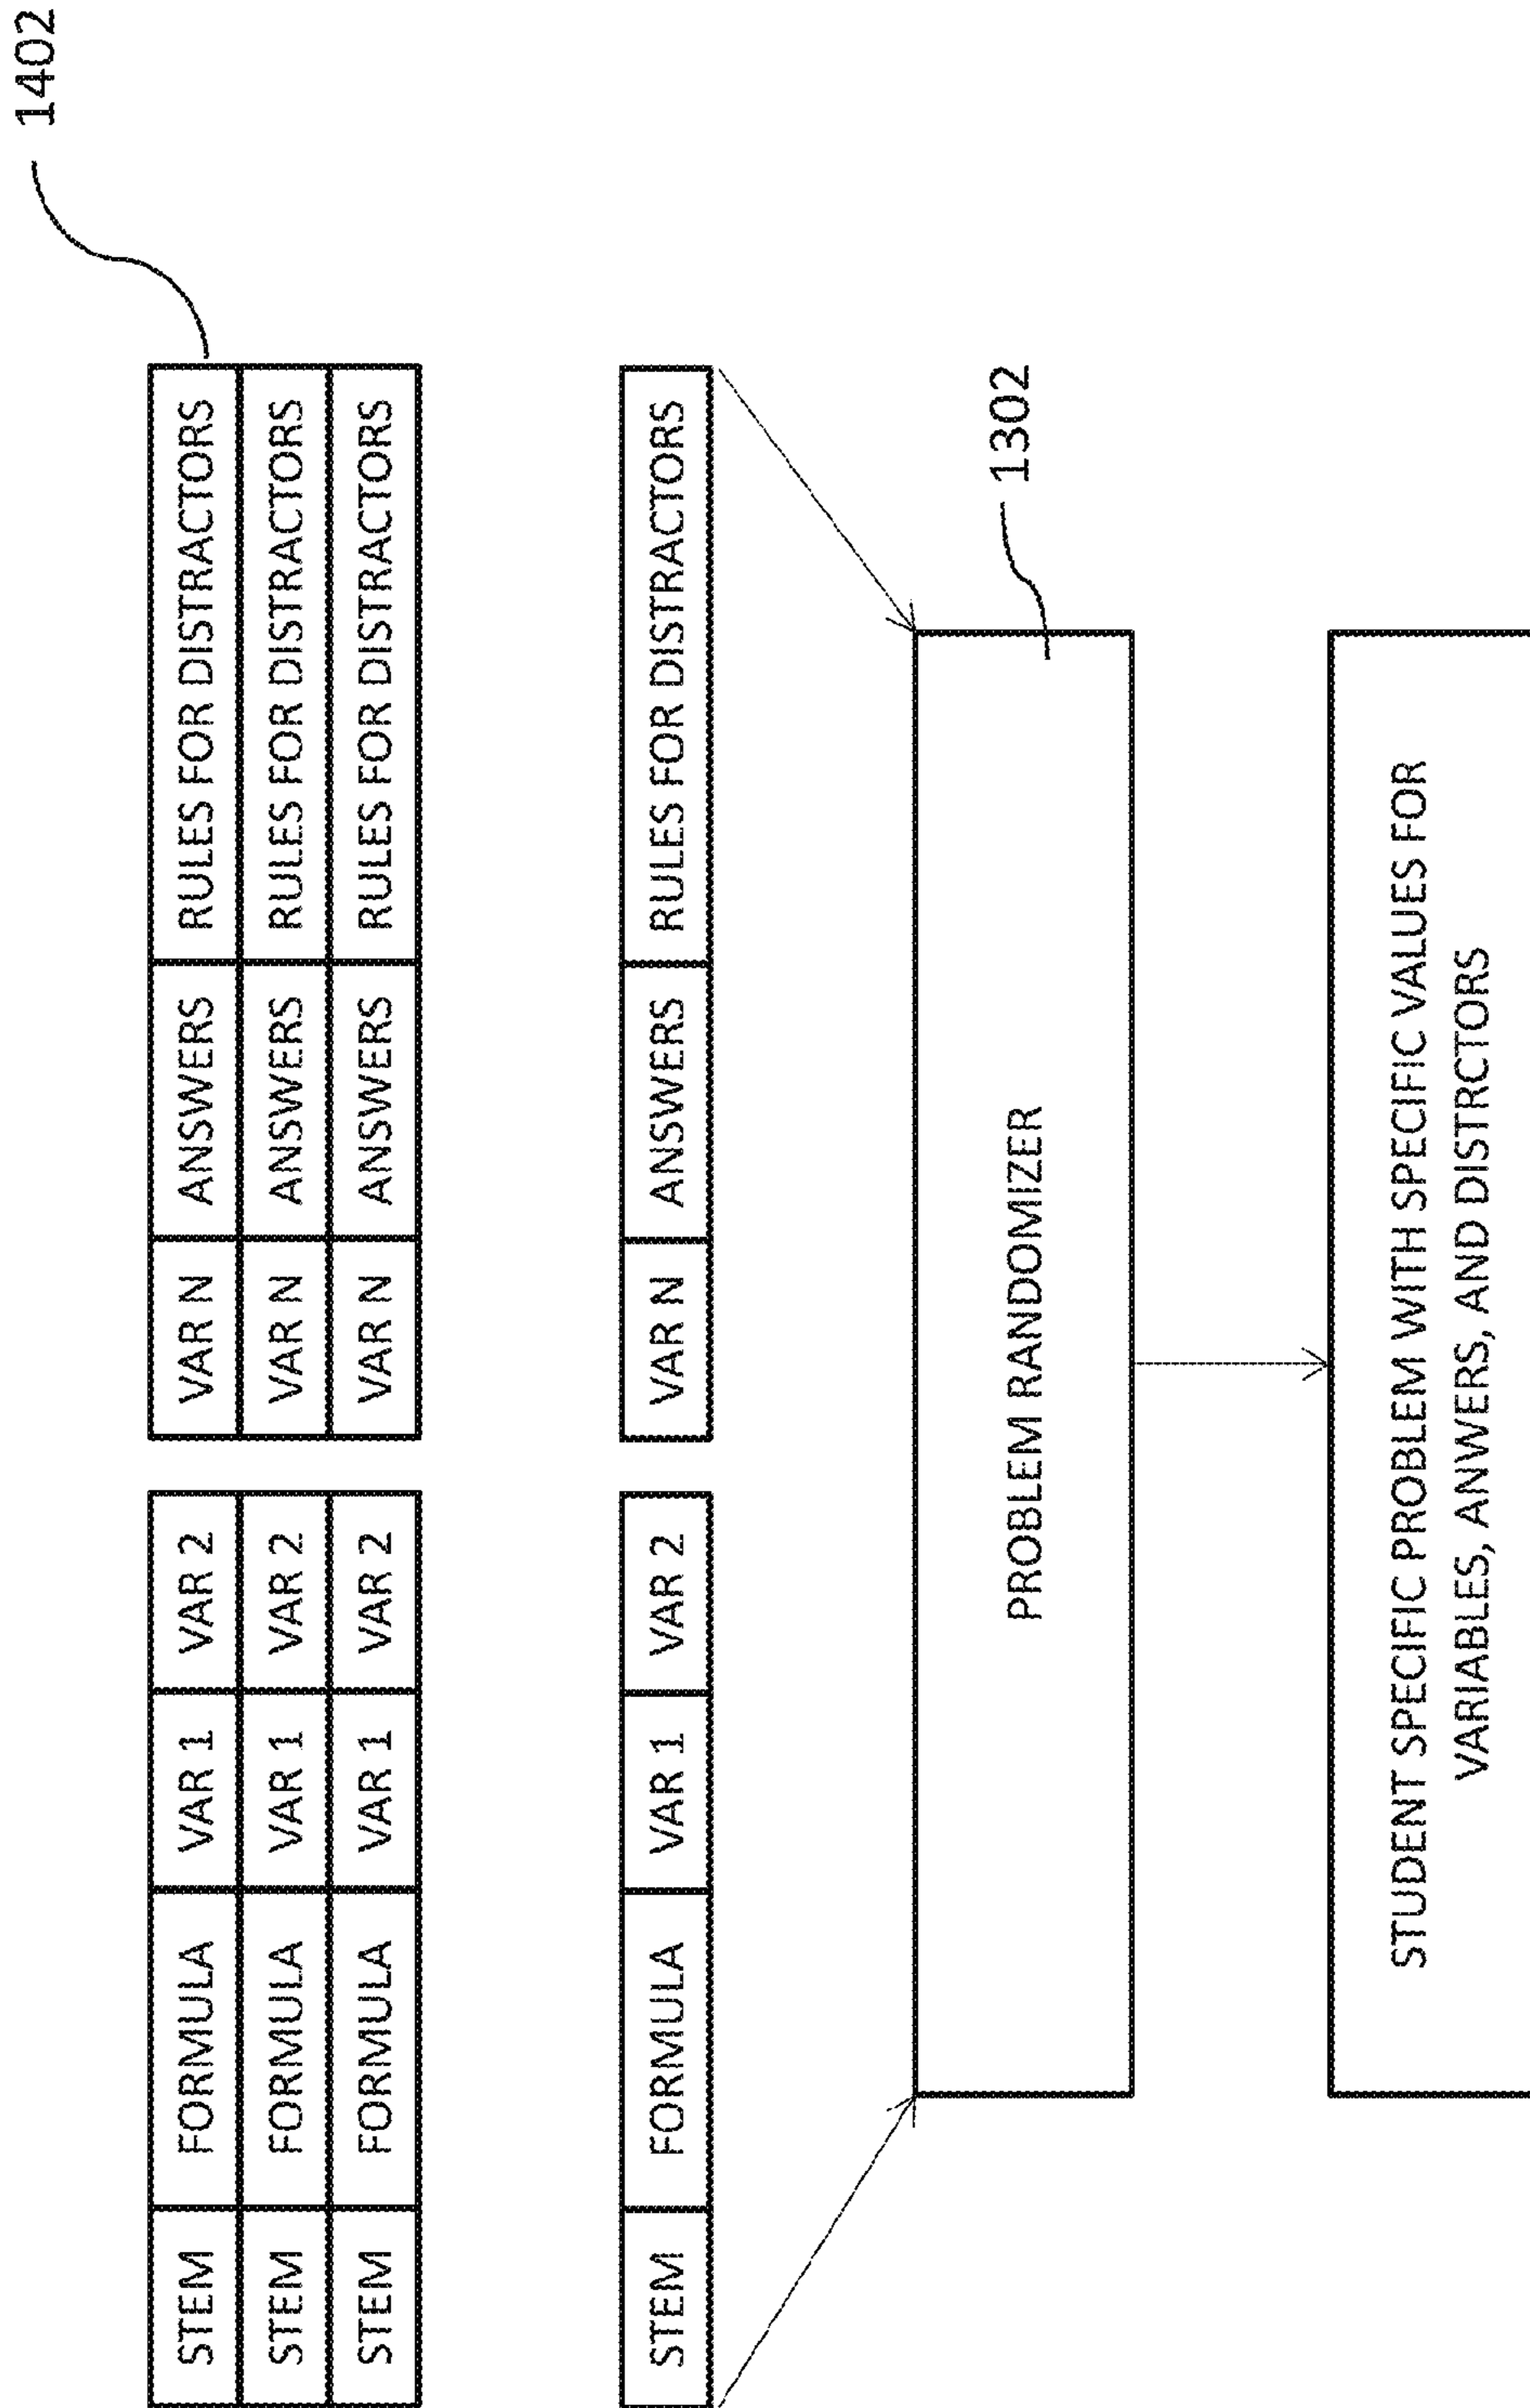 1402
STEM FORMULA VAR 1 VAR 2 VAR N ANSWERS RULES FOR DISTRACTORS
STEM FORMULA VAR 1 VAR 2 VAR N ANSWERS RULES FOR DISTRACTORS
STEM FORMULA VAR 1 VAR 2 VAR N ANSWERS RULES FOR DISTRACTORS
STEM FORMULA VAR 1 VAR 2 VAR N ANSWERS RULES FOR DISTRACTORS
1302
PROBLEM RANDOMIZER
STUDENT SPECIFIC PROBLEM WITH SPECIFIC VALUES FOR
VARIABLES, ANWERS, AND DISTRCTORS